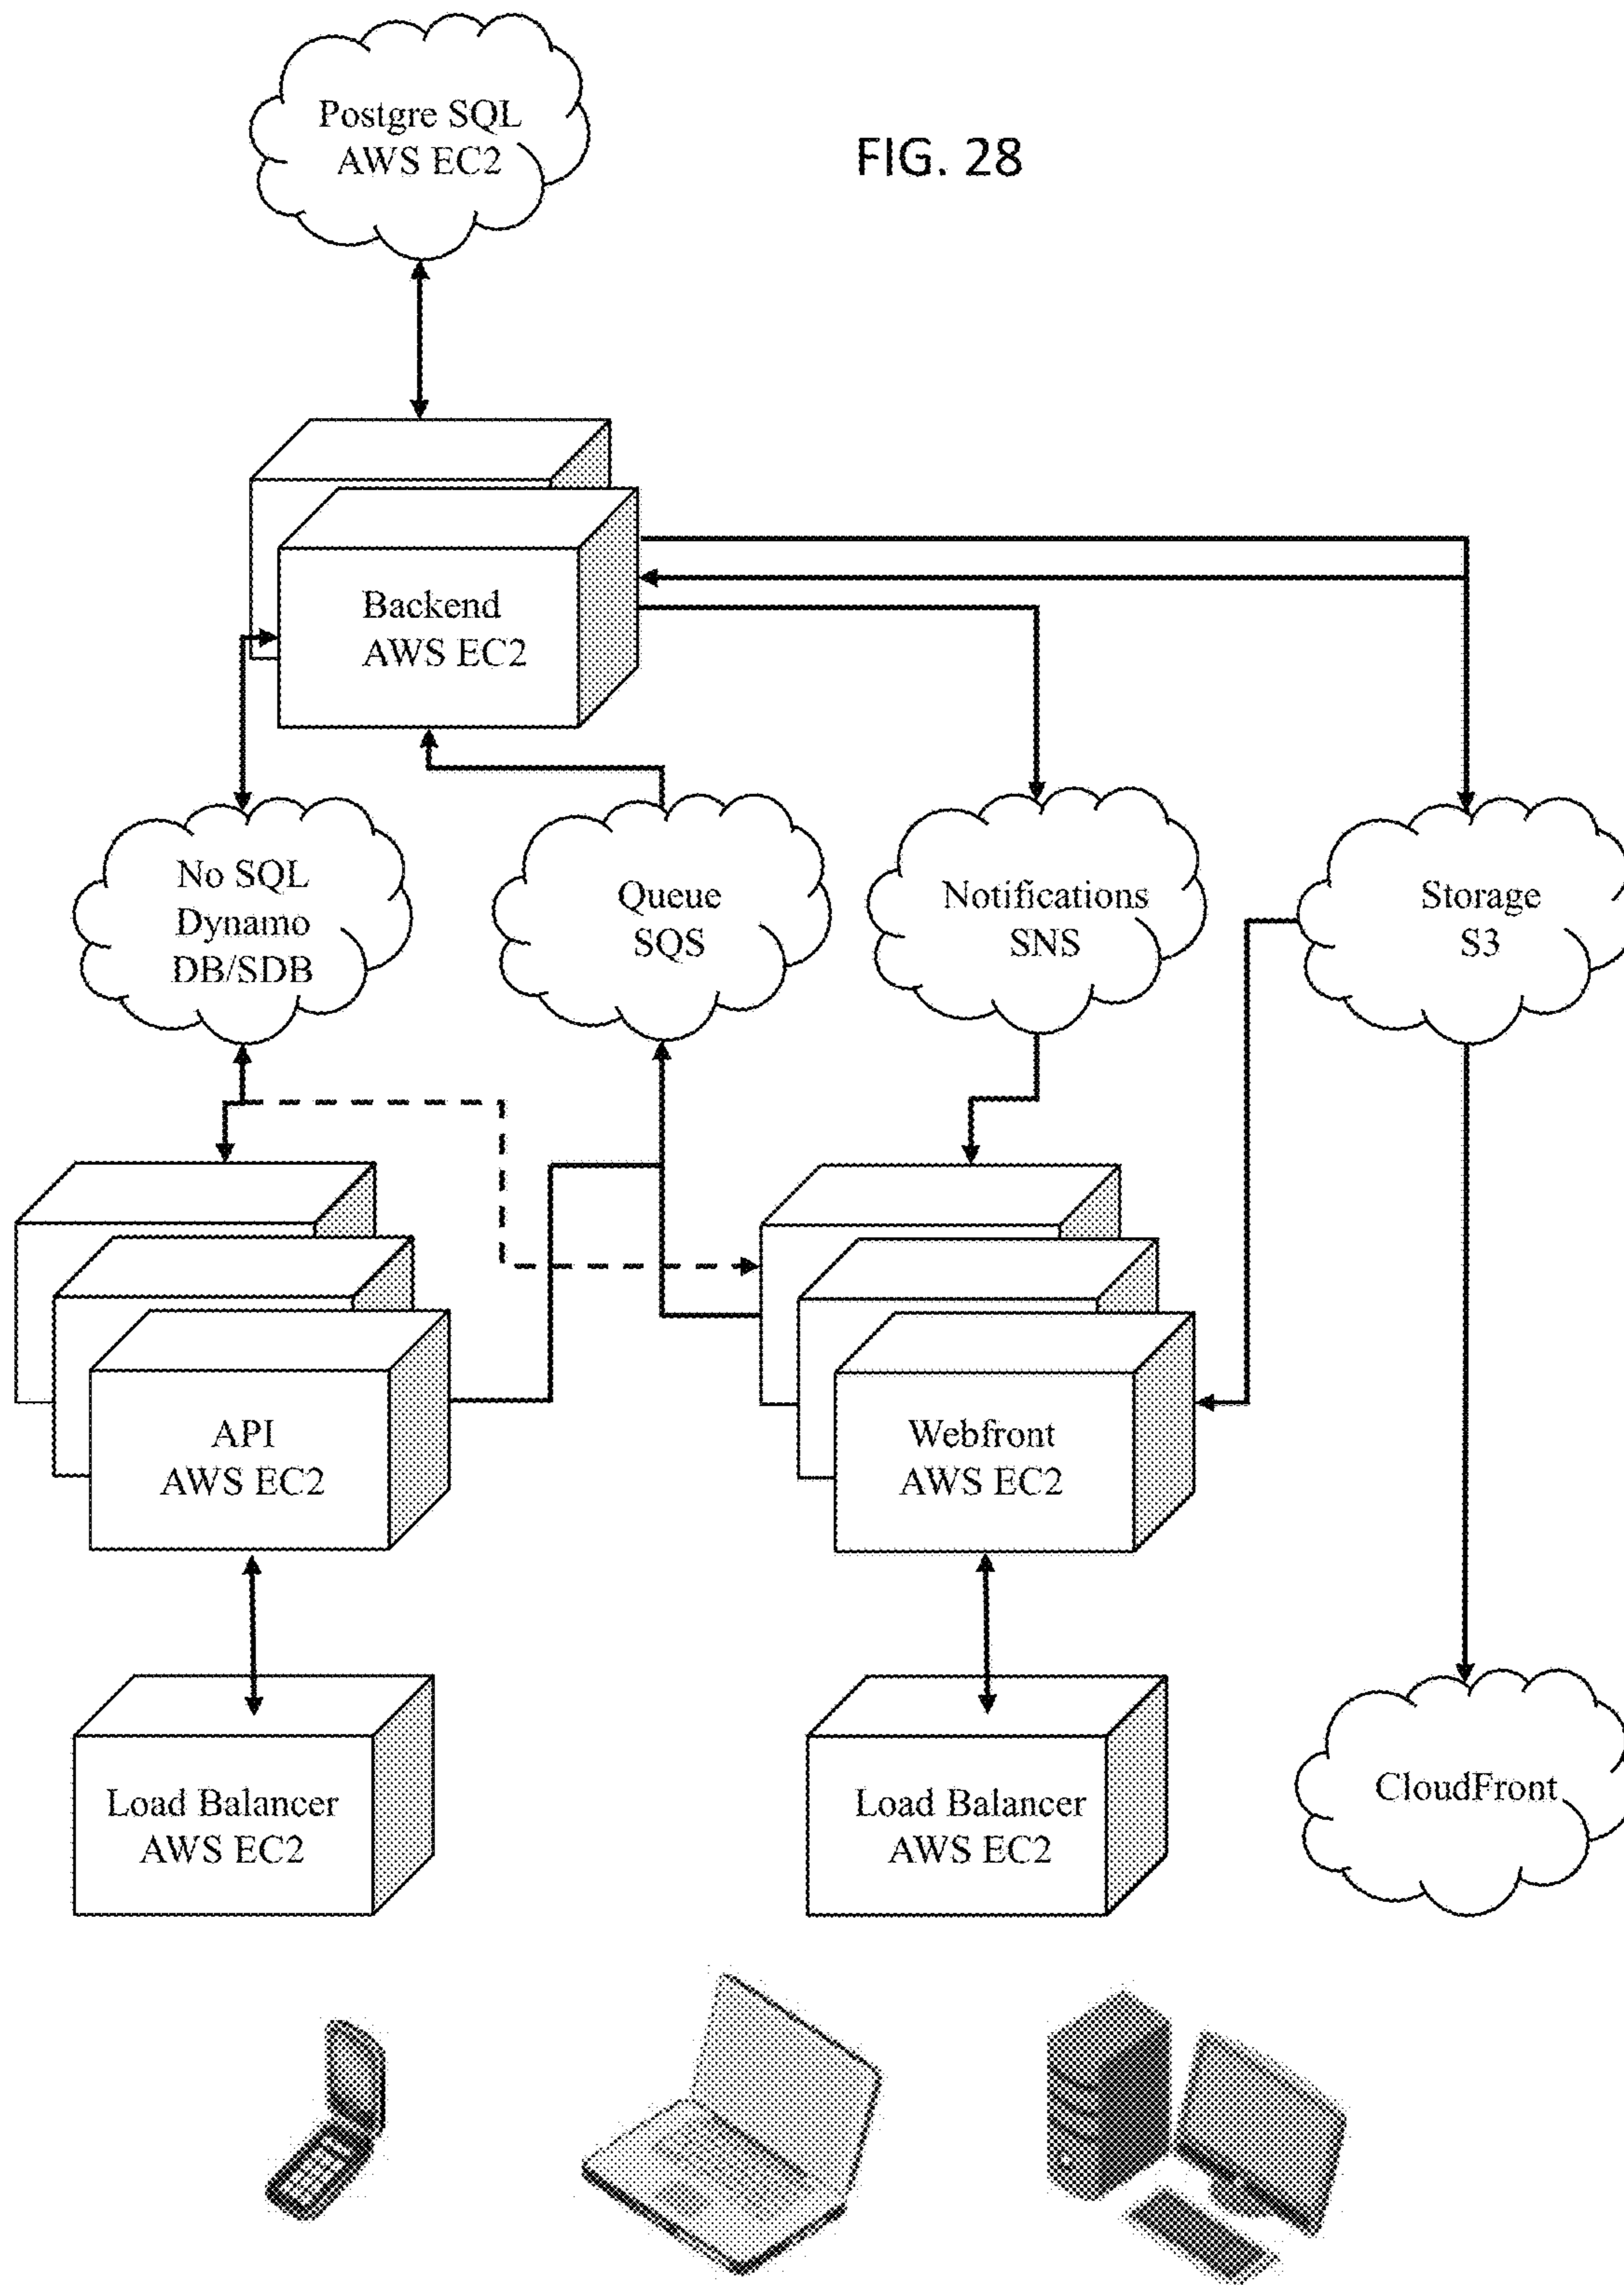 Postgre SQL
AWS EC2
FIG. 28
Backend
AWS EC2
No SQL
Dynamo
DB/SDB
Queue
SQS
Notifications
SNS
Storage
S3
API
AWS EC2
Webfront
AWS EC2
Load Balancer
AWS EC2
Load Balancer
AWS EC2
CloudFront